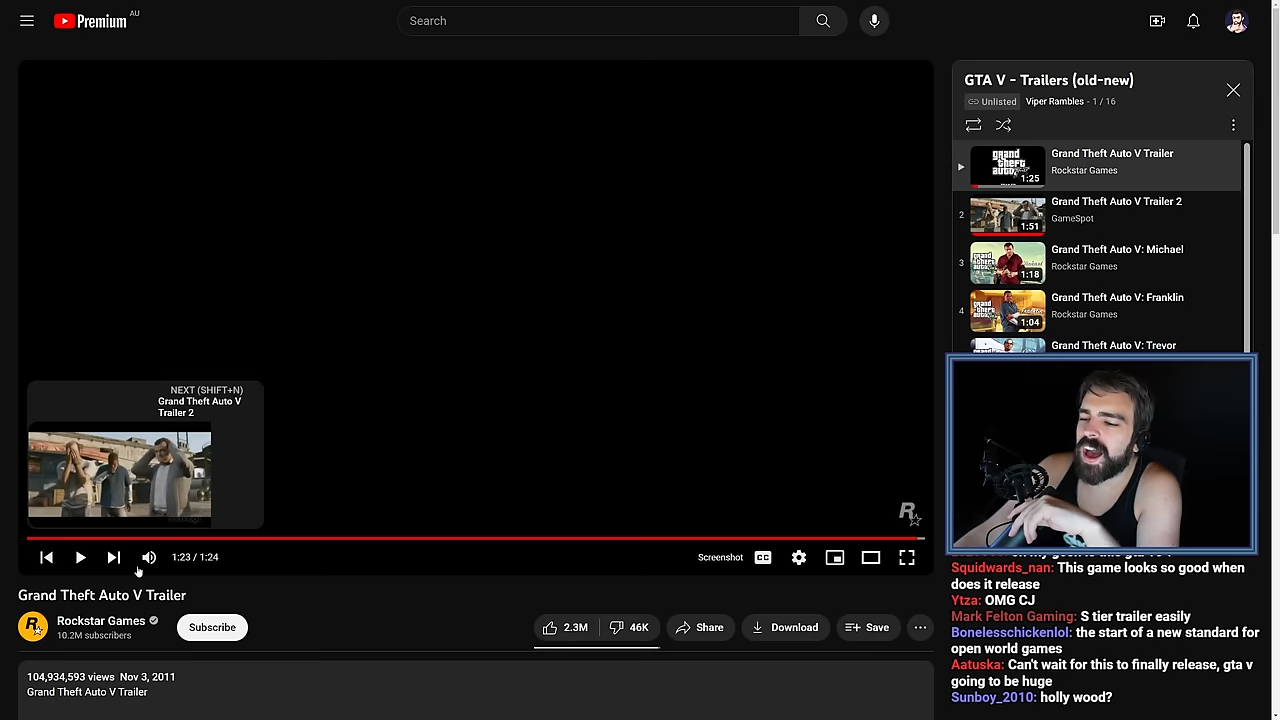 Premium AU
Search
GTA V - Trailers (old-new)
Unlisted Viper Rambles - 1 / 16
grand theft auto V
1:25
Grand Theft Auto V Trailer
Rockstar Games
2
1:51
Grand Theft Auto V Trailer 2
GameSpot
3
1:18
Grand Theft Auto V: Michael
Rockstar Games
4
1:04
Grand Theft Auto V: Franklin
Rockstar Games
Grand Theft Auto V: Trevor
NEXT (SHIFT+N)
Grand Theft Auto V
Trailer 2
R
1:23 / 1:24
Screenshot
CC
Grand Theft Auto V Trailer
R
Rockstar Games
10.2M subscribers
Subscribe
2.3M
46K
Share
Download
Save
104,934,593 views Nov 3, 2011
Grand Theft Auto V Trailer
Squidwards_nan: This game looks so good when
does it release
Ytza: OMG CJ
Mark Felton Gaming: S tier trailer easily
Bonelesschickenlol: the start of a new standard for
open world games
Aatuska: Can't wait for this to finally release, gta v
going to be huge
Sunboy_2010: holly wood?